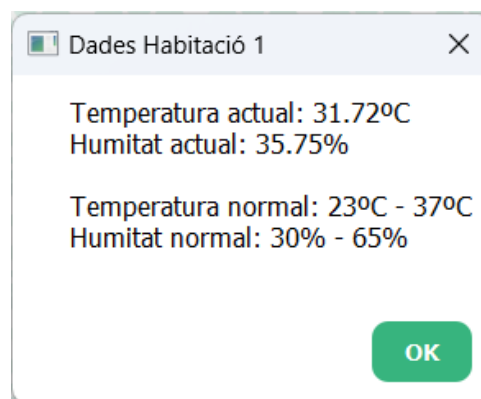 Dades Habitació 1
Temperatura actual: 31.72ºC
Humitat actual: 35.75%
Temperatura normal: 23ºC - 37ºC
Humitat normal: 30% - 65%
OK